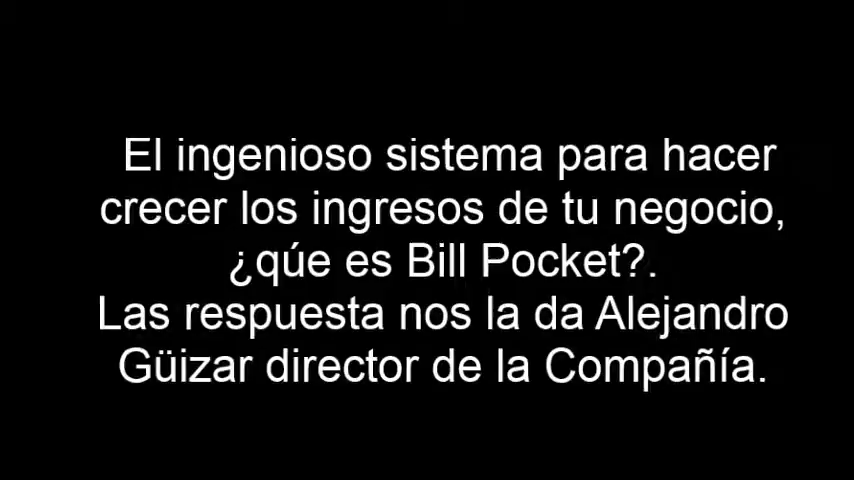 El ingenioso sistema para hacer
crecer los ingresos de tu negocio,
¿qúe es Bill Pocket?.
Las respuesta nos la da Alejandro
Güizar director de la Compañía.